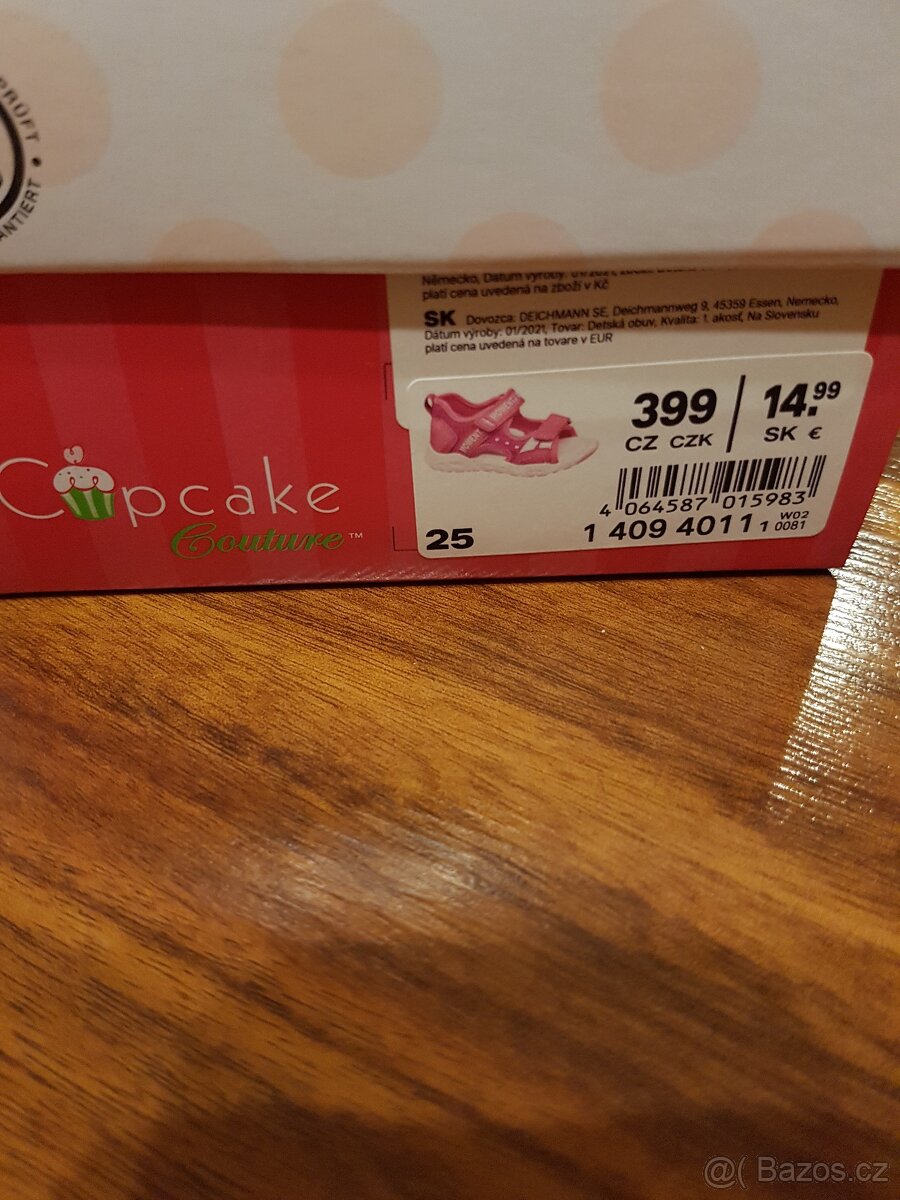 PRÜFT •
ANTIERT
Německo, Datum výroby: 01/2021,
platí cena uvedená na zboží v Kč
SK Dovozca: DEICHMANN SE, Deichmannweg 9, 45359 Essen, Nemecko,
Dátum výroby: 01/2021, Tovar: Detská obuv, Kvalita: 1. akosť, Na Slovensku
platí cena uvedená na tovare v EUR
399
CZ CZK
14.99
SK €
4 064587 015983
25
1 409 4011 1 W02 0081
Cupcake
Couture™
@( Bazos.cz